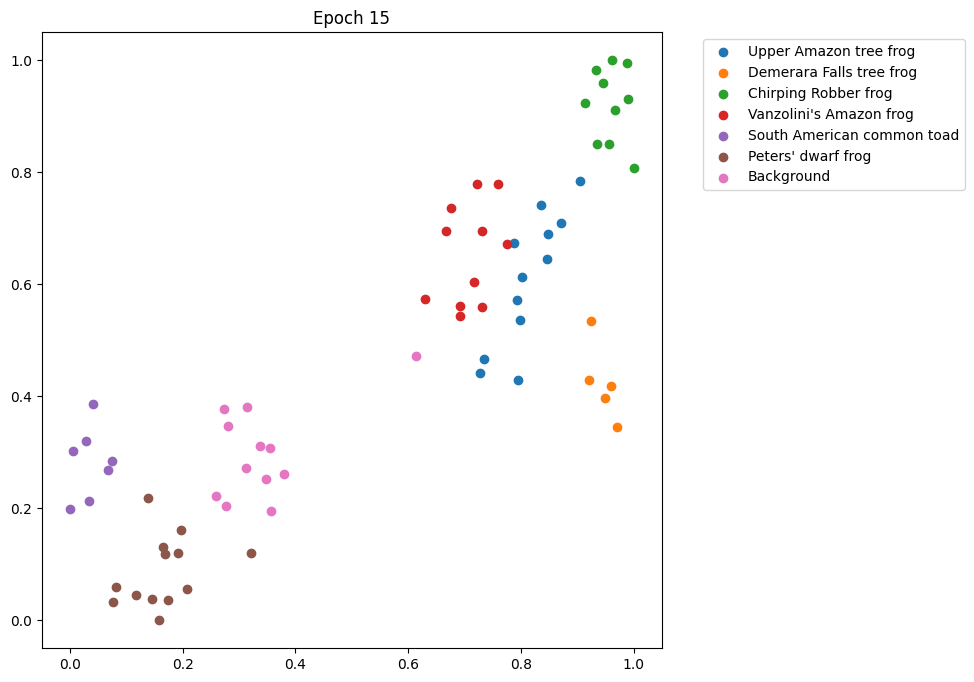 Epoch 15
Upper Amazon tree frog
Demerara Falls tree frog
Chirping Robber frog
Vanzolini's Amazon frog
South American common toad
Peters' dwarf frog
Background
1.0
0.8
0.6
0.4
0.2
0.0
0.0 0.2 0.4 0.6 0.8 1.0